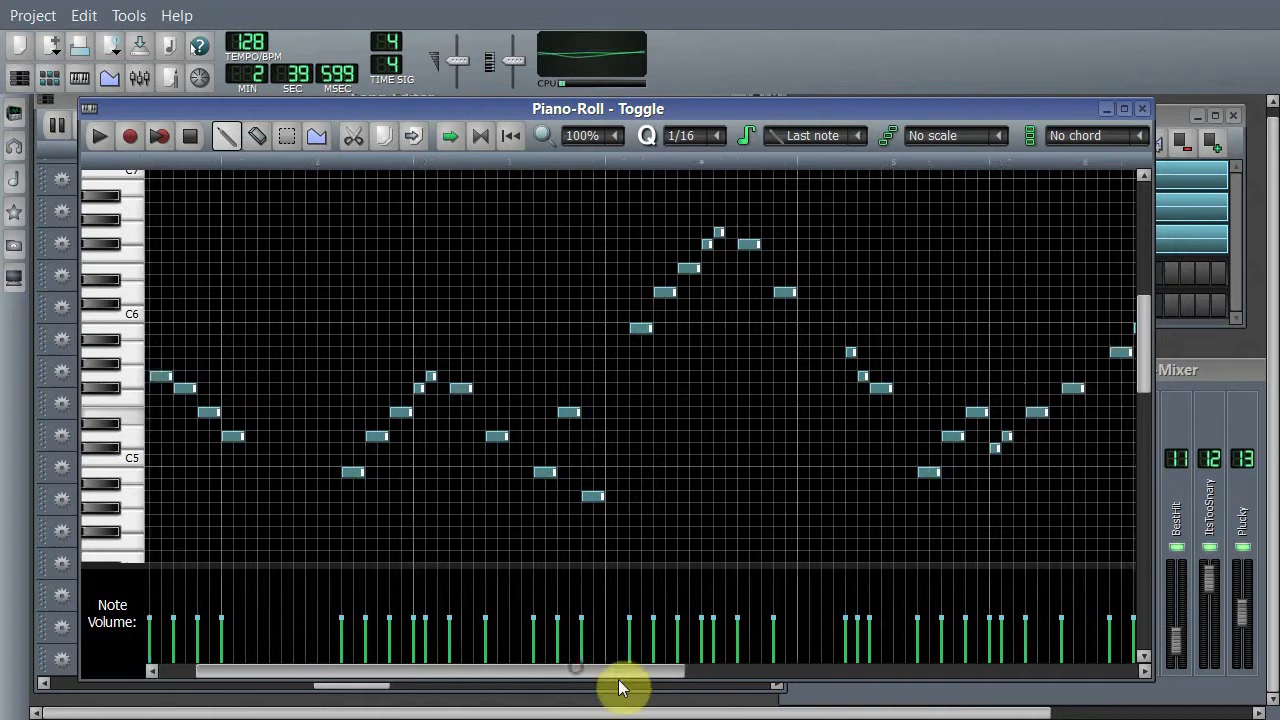 Project Edit Tools Help
128
TEMPO/BPM
2 39 599
MIN SEC MSEC
4
4
TIME SIG
CPU
Piano-Roll - Toggle
100% Q 1/16 Last note No scale No chord
C6
C5
Note
Volume:
-Mixer
11 12 13
BestHit
ItsTooSnary
Plucky